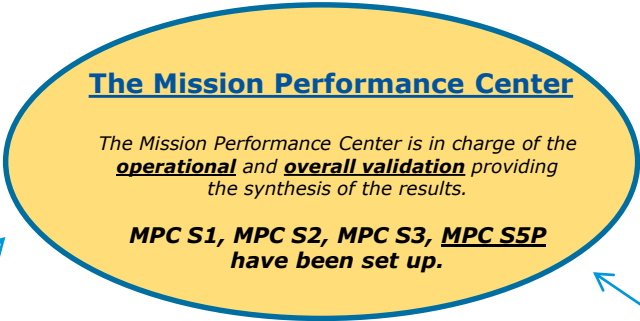 The Mission Performance Center
The Mission Performance Center is in charge of the
operational and overall validation providing
the synthesis of the results.
MPC S1, MPC S2, MPC S3, MPC S5P
have been set up.